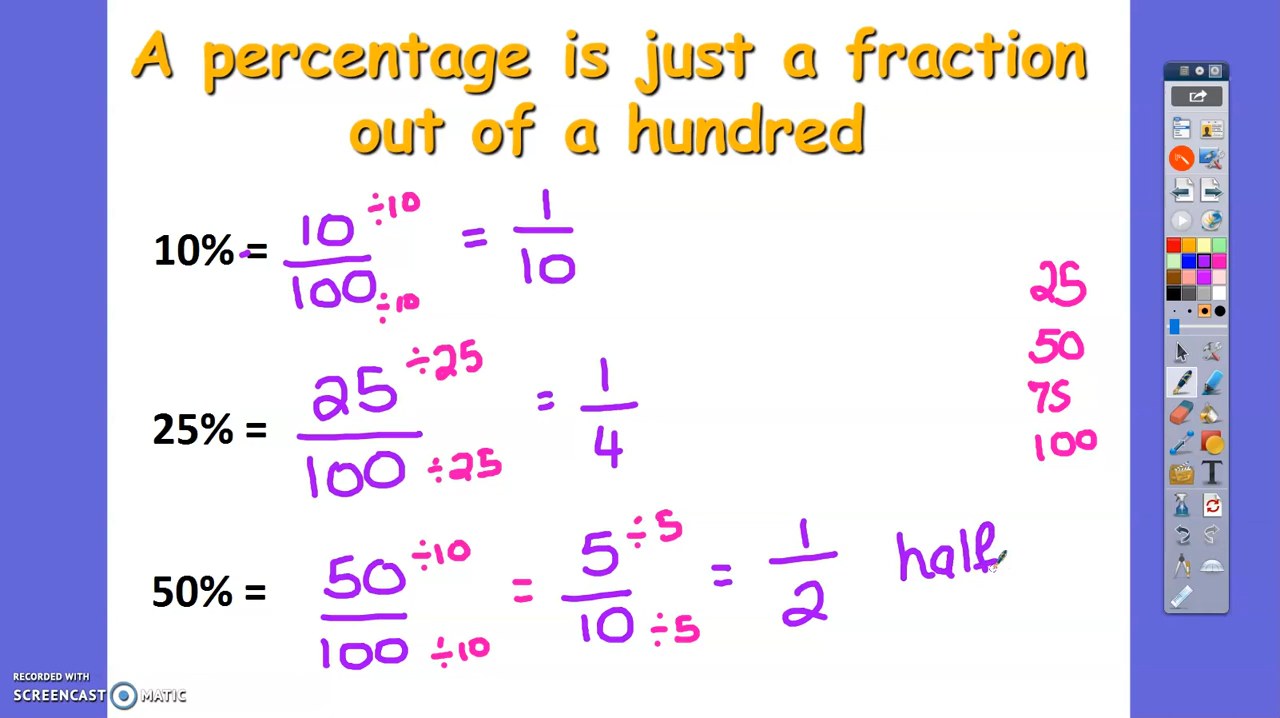 A percentage is just a fraction
out of a hundred
10% = 10/100 ÷10 ÷10 = 1/10
25% = 25/100 ÷25 ÷25 = 1/4
50% = 50/100 ÷10 ÷10 = 5/10 ÷5 ÷5 = 1/2 half
25
50
75
100
RECORDED WITH
SCREENCAST MATIC
T